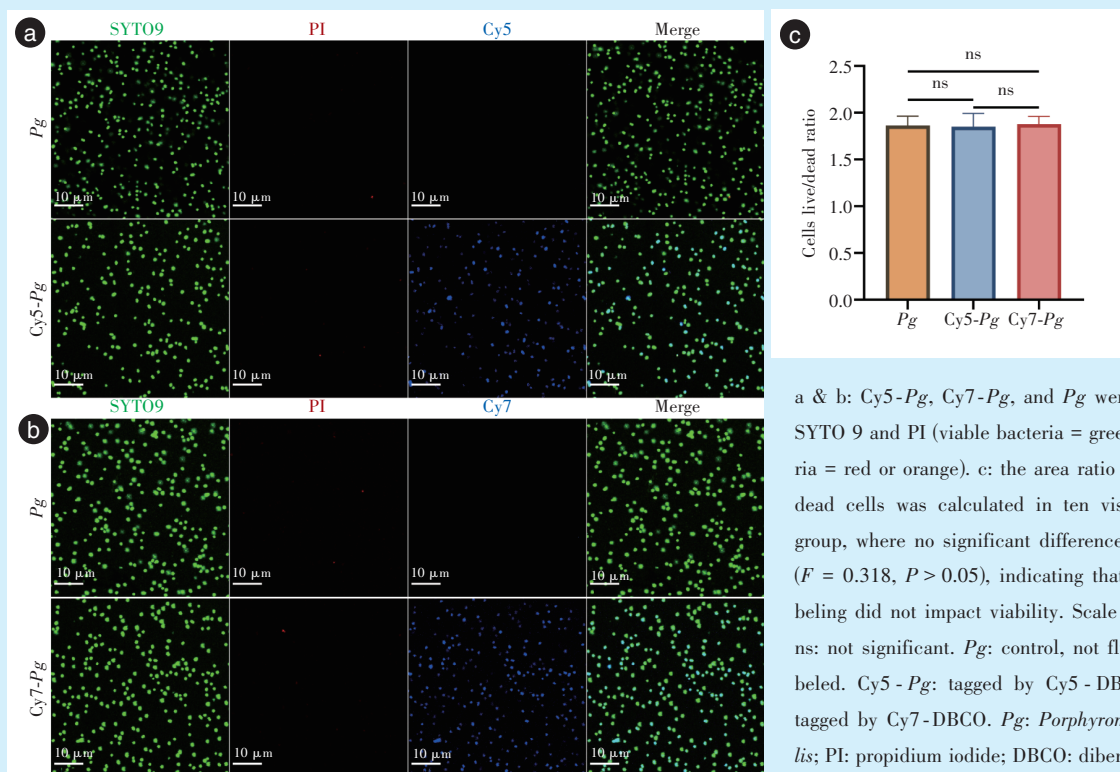 a
SYTO9 PI Cy5 Merge
Pg
10 μm 10 μm 10 μm 10 μm
Cy5-Pg
10 μm 10 μm 10 μm 10 μm
b
SYTO9 PI Cy7 Merge
Pg
10 μm 10 μm 10 μm 10 μm
Cy7-Pg
10 μm 10 μm 10 μm 10 μm
c
ns
ns ns
Cells live/dead ratio
2.5
2.0
1.5
1.0
0.5
0.0
Pg Cy5-Pg Cy7-Pg
a & b: Cy5-Pg, Cy7-Pg, and Pg wer
SYTO 9 and PI (viable bacteria = gree
ria = red or orange). c: the area ratio
dead cells was calculated in ten vis
group, where no significant difference
(F = 0.318, P > 0.05), indicating that
beling did not impact viability. Scale
ns: not significant. Pg: control, not fl
beled. Cy5-Pg: tagged by Cy5-DB
tagged by Cy7-DBCO. Pg: Porphyron
lis; PI: propidium iodide; DBCO: diber